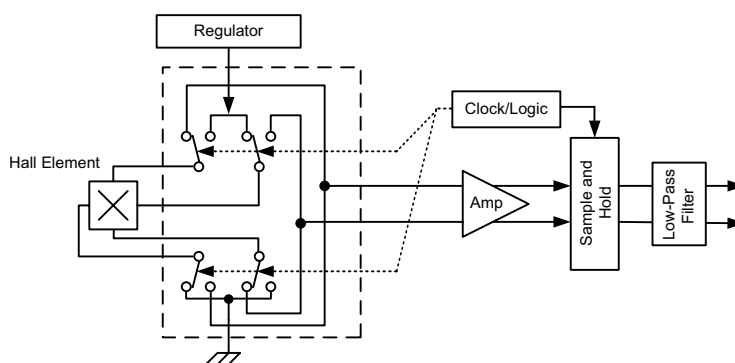 Regulator
Clock/Logic
Hall Element
Amp
Sample and
Hold
Low-Pass
Filter